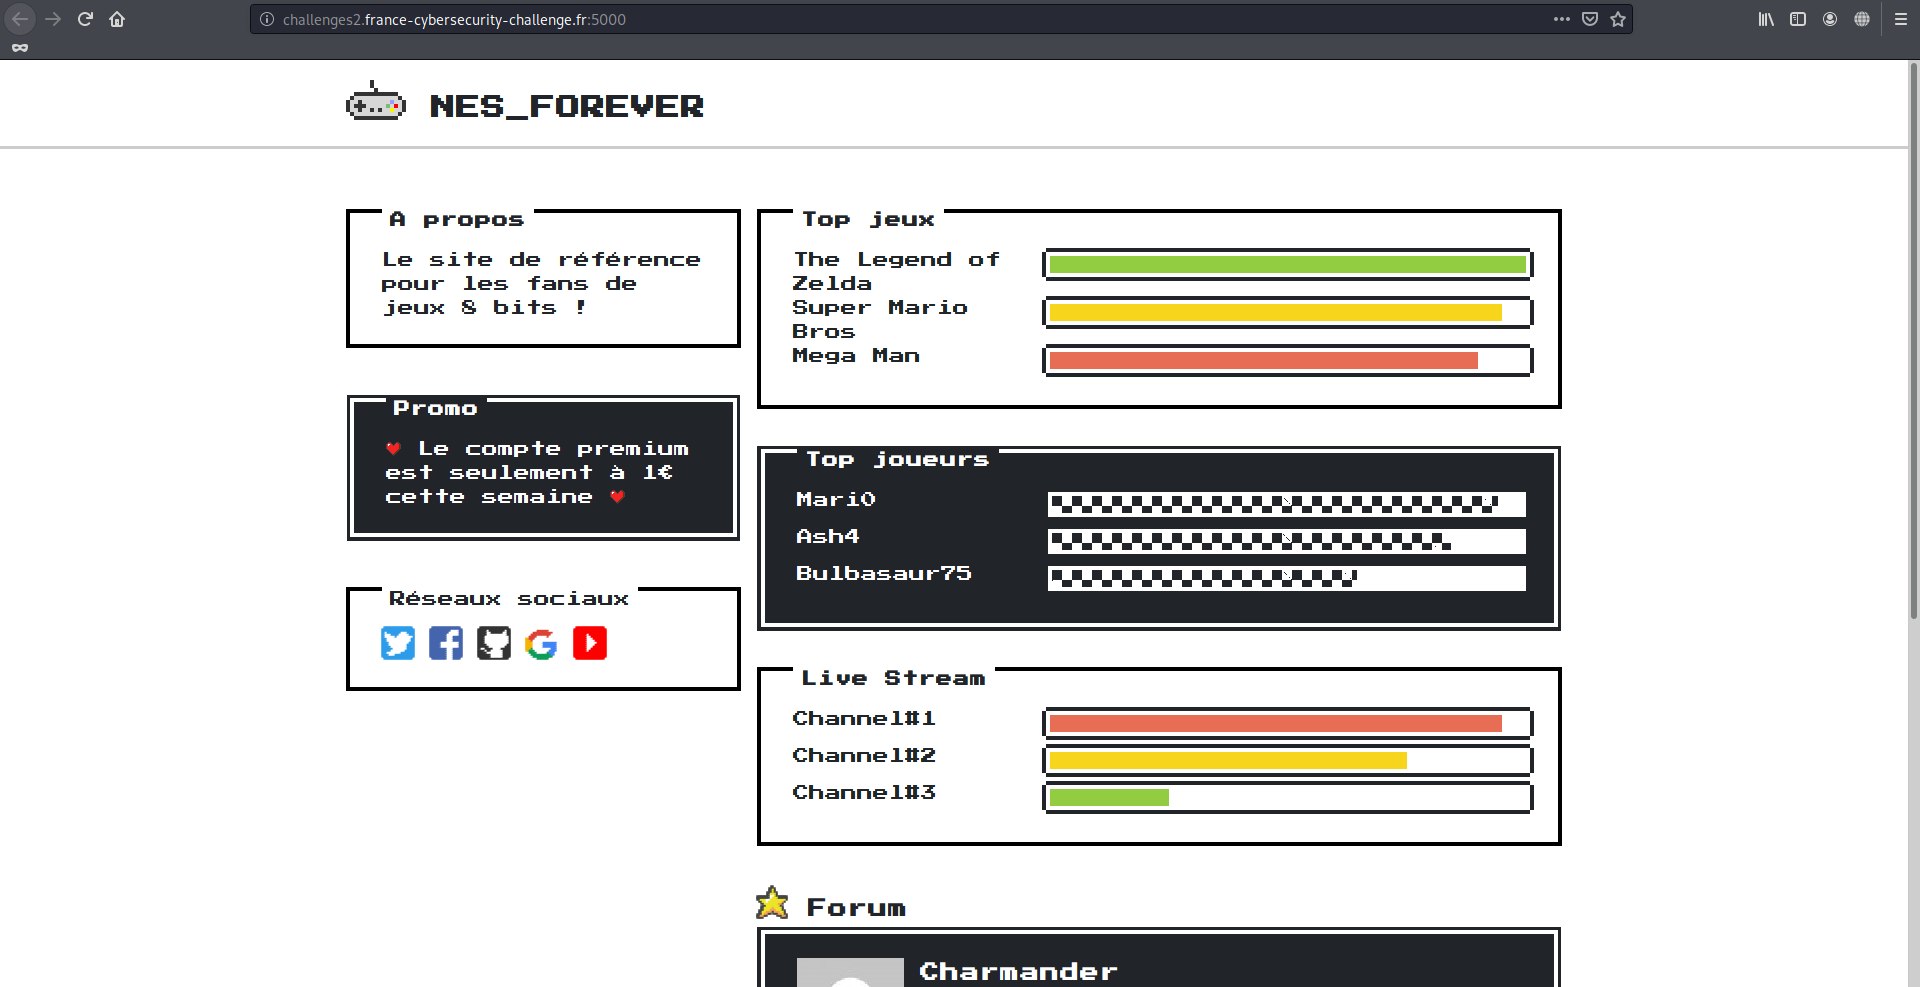 challenges2.france-cybersecurity-challenge.fr:5000
NES_FOREVER
A propos
Le site de référence
pour les fans de
jeux 8 bits !
Promo
Le compte premium
est seulement à 1€
cette semaine
Réseaux sociaux
Top jeux
The Legend of
Zelda
Super Mario
Bros
Mega Man
Top joueurs
Mari0
Ash4
Bulbasaur75
Live Stream
Channel#1
Channel#2
Channel#3
Forum
Charmander